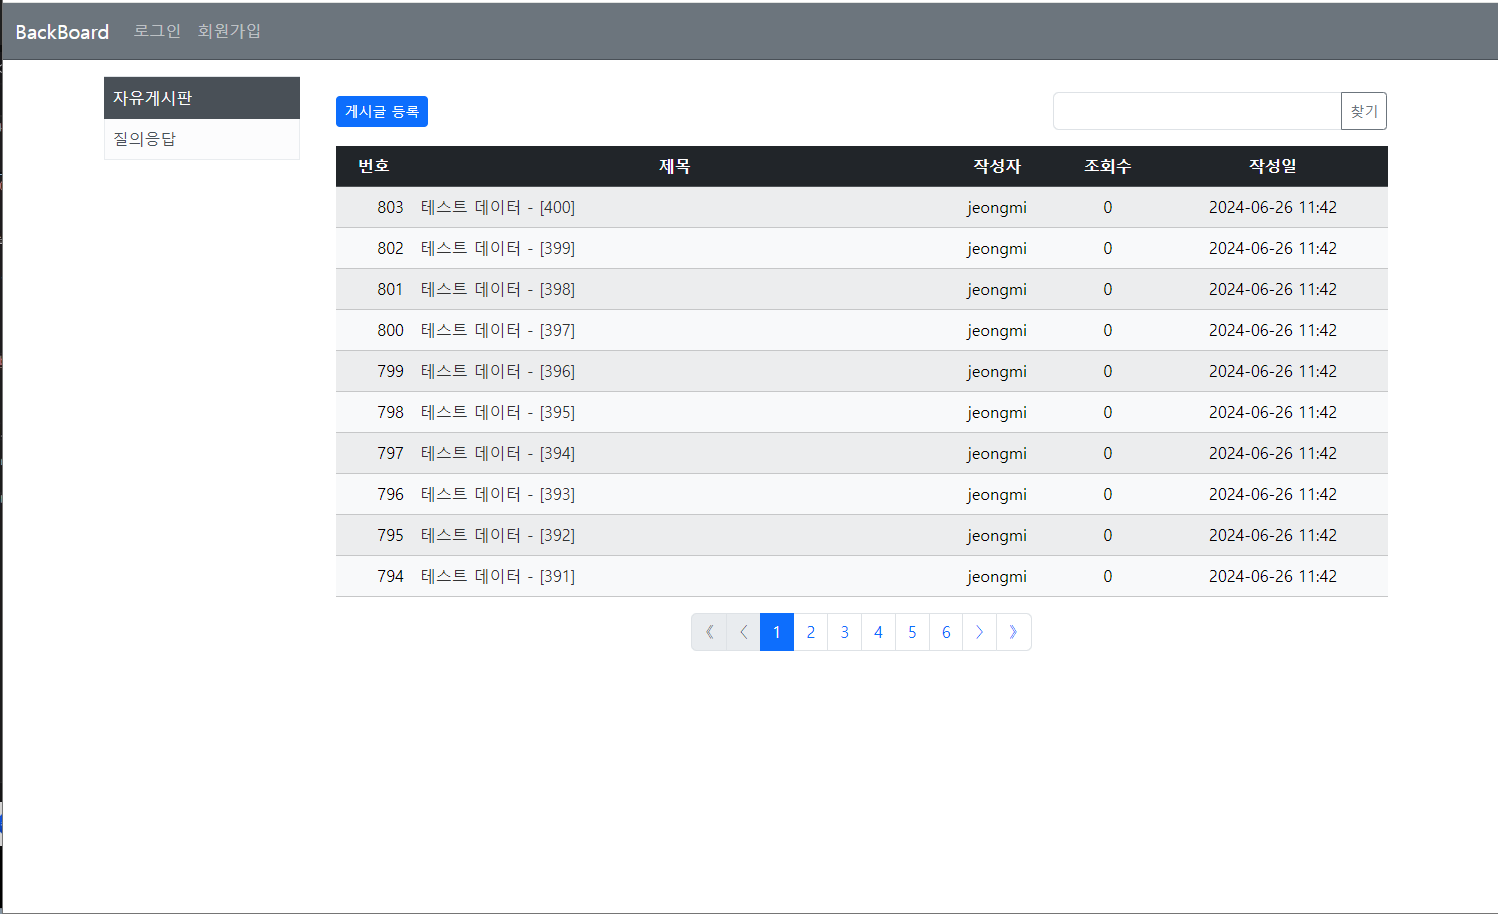 BackBoard 로그인 회원가입
자유게시판
질의응답
게시글 등록 찾기
번호 제목 작성자 조회수 작성일
803 테스트 데이터 - [400] jeongmi 0 2024-06-26 11:42
802 테스트 데이터 - [399] jeongmi 0 2024-06-26 11:42
801 테스트 데이터 - [398] jeongmi 0 2024-06-26 11:42
800 테스트 데이터 - [397] jeongmi 0 2024-06-26 11:42
799 테스트 데이터 - [396] jeongmi 0 2024-06-26 11:42
798 테스트 데이터 - [395] jeongmi 0 2024-06-26 11:42
797 테스트 데이터 - [394] jeongmi 0 2024-06-26 11:42
796 테스트 데이터 - [393] jeongmi 0 2024-06-26 11:42
795 테스트 데이터 - [392] jeongmi 0 2024-06-26 11:42
794 테스트 데이터 - [391] jeongmi 0 2024-06-26 11:42
《 〈 1 2 3 4 5 6 〉 》